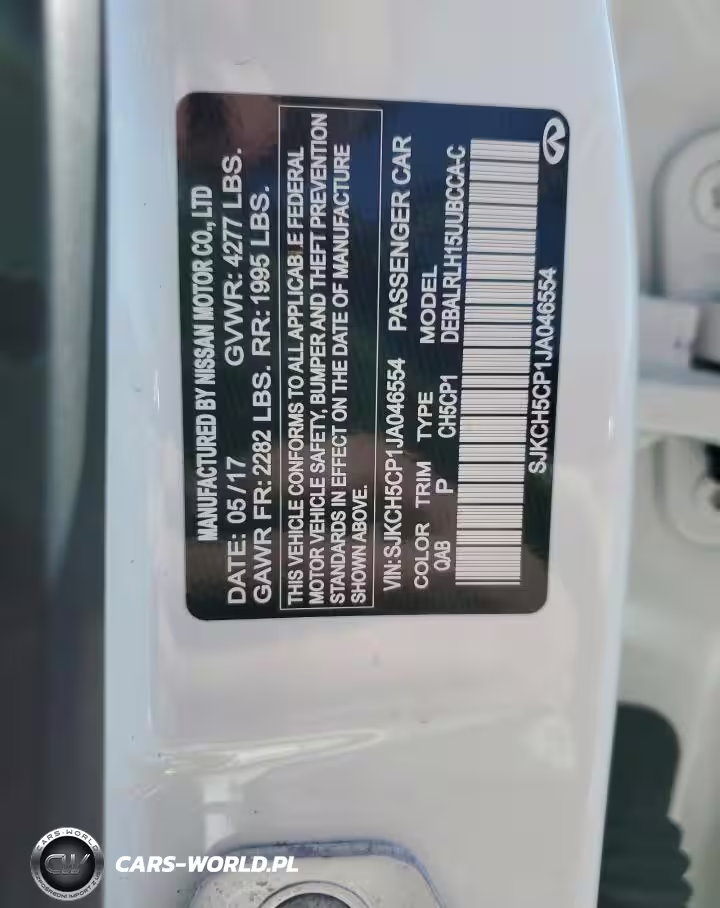 MANUFACTURED BY NISSAN MOTOR CO., LTD
DATE: 05/17 GVWR: 4277 LBS.
GAWR FR: 2282 LBS. RR: 1995 LBS.
THIS VEHICLE CONFORMS TO ALL APPLICABLE FEDERAL
MOTOR VEHICLE SAFETY, BUMPER AND THEFT PREVENTION
STANDARDS IN EFFECT ON THE DATE OF MANUFACTURE
SHOWN ABOVE.
VIN:SJKCH5CP1JA046554 PASSENGER CAR
COLOR TRIM TYPE MODEL
QAB P CH5CP1 DEBALRLH15UUBCCA-C
SJKCH5CP1JA046554
CARS-WORLD
CW
CARS-WORLD.PL